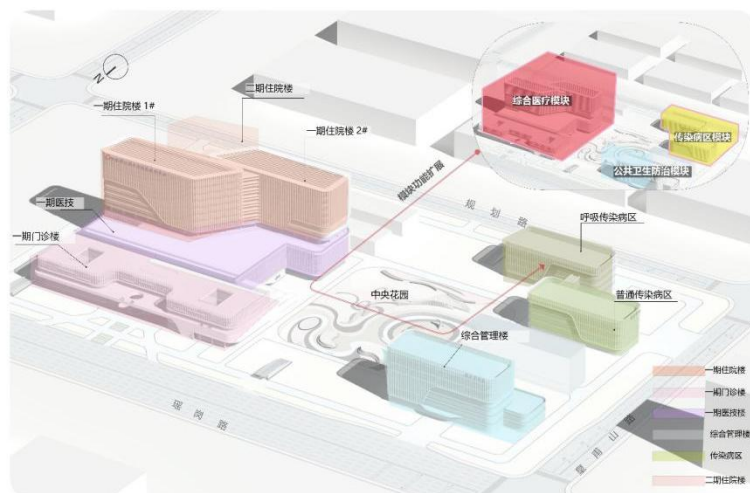 N
二期住院楼
一期住院楼 1#
一期住院楼 2#
一期医技
一期门诊楼
综合医疗模块
传染病区模块
公共卫生防治模块
模块功能扩展
规划路
呼吸传染病区
中央花园
普通传染病区
综合管理楼
瑶岗路
皇甫山路
一期住院楼
一期门诊楼
一期医技技
综合管理楼
传染病区
二期住院楼